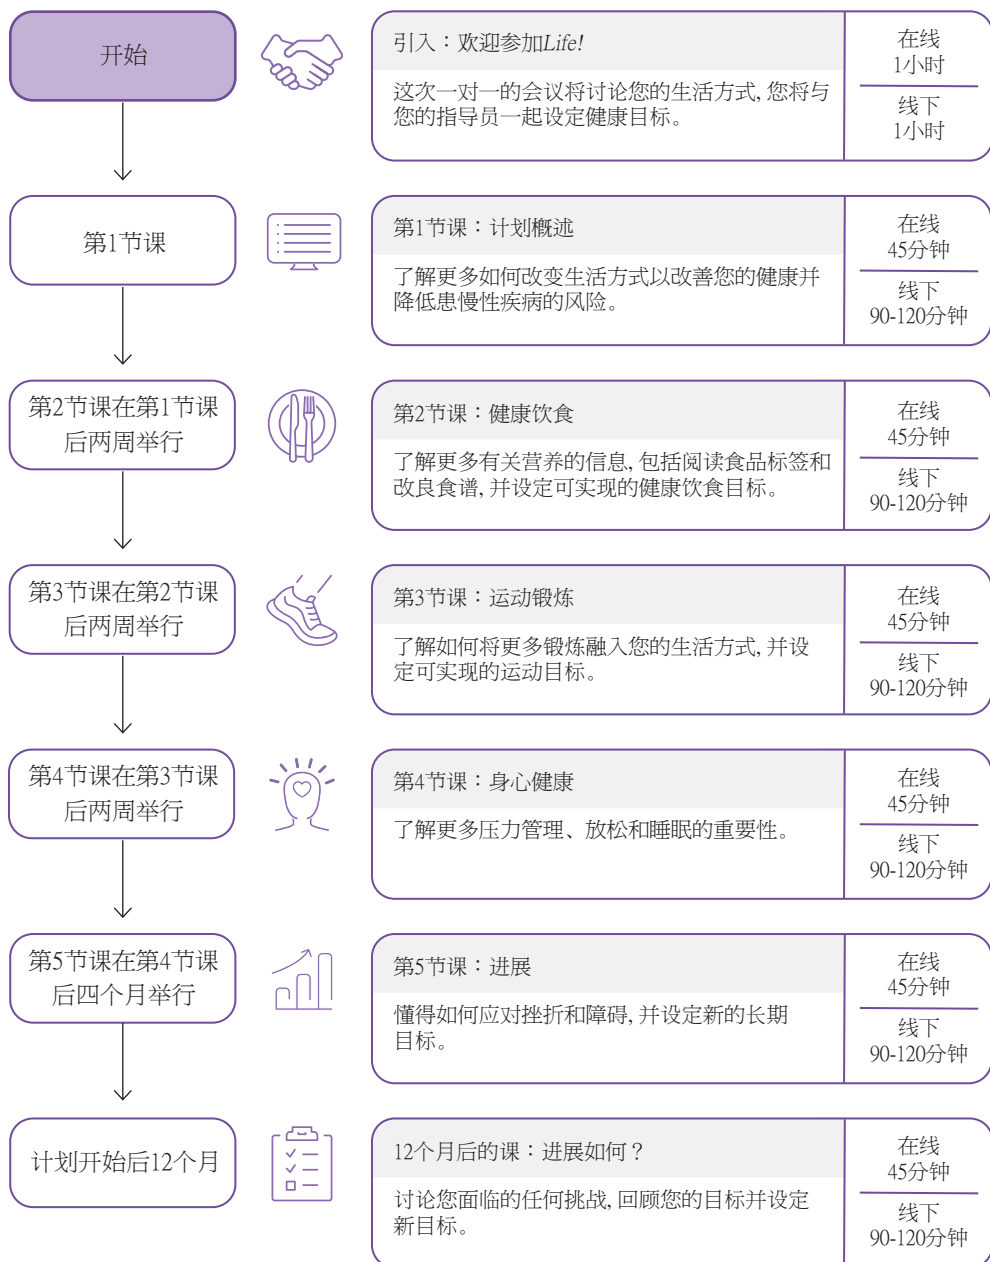 开始
引入：欢迎参加Life!
这次一对一的会议将讨论您的生活方式, 您将与
您的指导员一起设定健康目标。
在线
1小时
线下
1小时
第1节课
第1节课：计划概述
了解更多如何改变生活方式以改善您的健康并
降低患慢性疾病的风险。
在线
45分钟
线下
90-120分钟
第2节课在第1节课
后两周举行
第2节课：健康饮食
了解更多有关营养的信息, 包括阅读食品标签和
改良食谱, 并设定可实现的健康饮食目标。
在线
45分钟
线下
90-120分钟
第3节课在第2节课
后两周举行
第3节课：运动锻炼
了解如何将更多锻炼融入您的生活方式, 并设
定可实现的运动目标。
在线
45分钟
线下
90-120分钟
第4节课在第3节课
后两周举行
第4节课：身心健康
了解更多压力管理、放松和睡眠的重要性。
在线
45分钟
线下
90-120分钟
第5节课在第4节课
后四个月举行
第5节课：进展
懂得如何应对挫折和障碍, 并设定新的长期
目标。
在线
45分钟
线下
90-120分钟
计划开始后12个月
12个月后的课：进展如何？
讨论您面临的任何挑战, 回顾您的目标并设定
新目标。
在线
45分钟
线下
90-120分钟